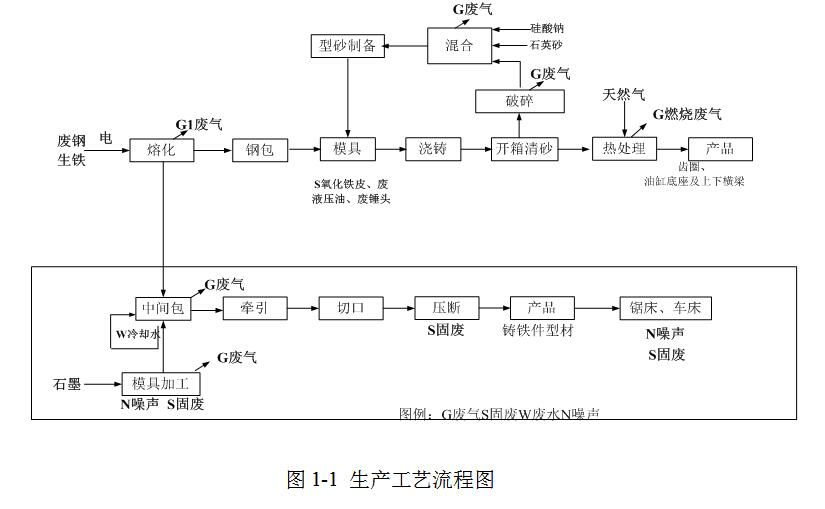 G废气
硅酸钠
型砂制备
混合
石英砂
G废气
天然气
破碎
G1废气
G燃烧废气
废钢 电
生铁
熔化
钢包
模具
浇铸
开箱清砂
热处理
产品
S氧化铁皮、废
液压油、废锤头
齿圈、
油缸底座及上下横梁
G废气
中间包
牵引
切口
压断
产品
锯床、车床
W冷却水
S固废
铸铁件型材
N噪声
S固废
G废气
石墨
模具加工
N噪声 S固废
图例：G废气S固废W废水N噪声
图 1-1 生产工艺流程图